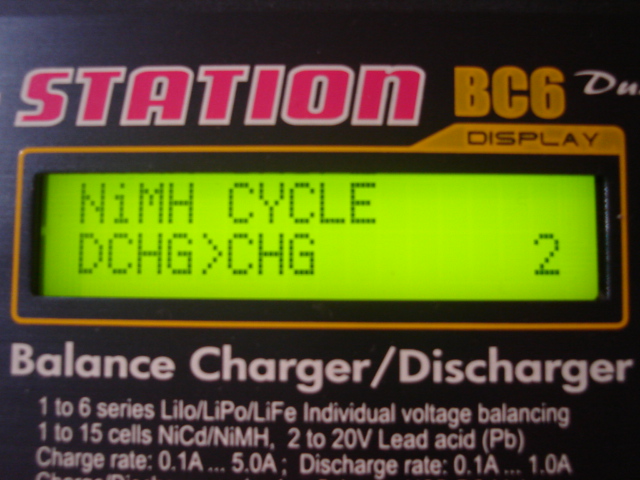 STATION BC6
DISPLAY
NiMH CYCLE
DCHG>CHG 2
Balance Charger/Discharger
1 to 6 series LiIo/LiPo/LiFe Individual voltage balancing
1 to 15 cells NiCd/NiMH, 2 to 20V Lead acid (Pb)
Charge rate: 0.1A ... 5.0A ; Discharge rate: 0.1A ... 1.0A